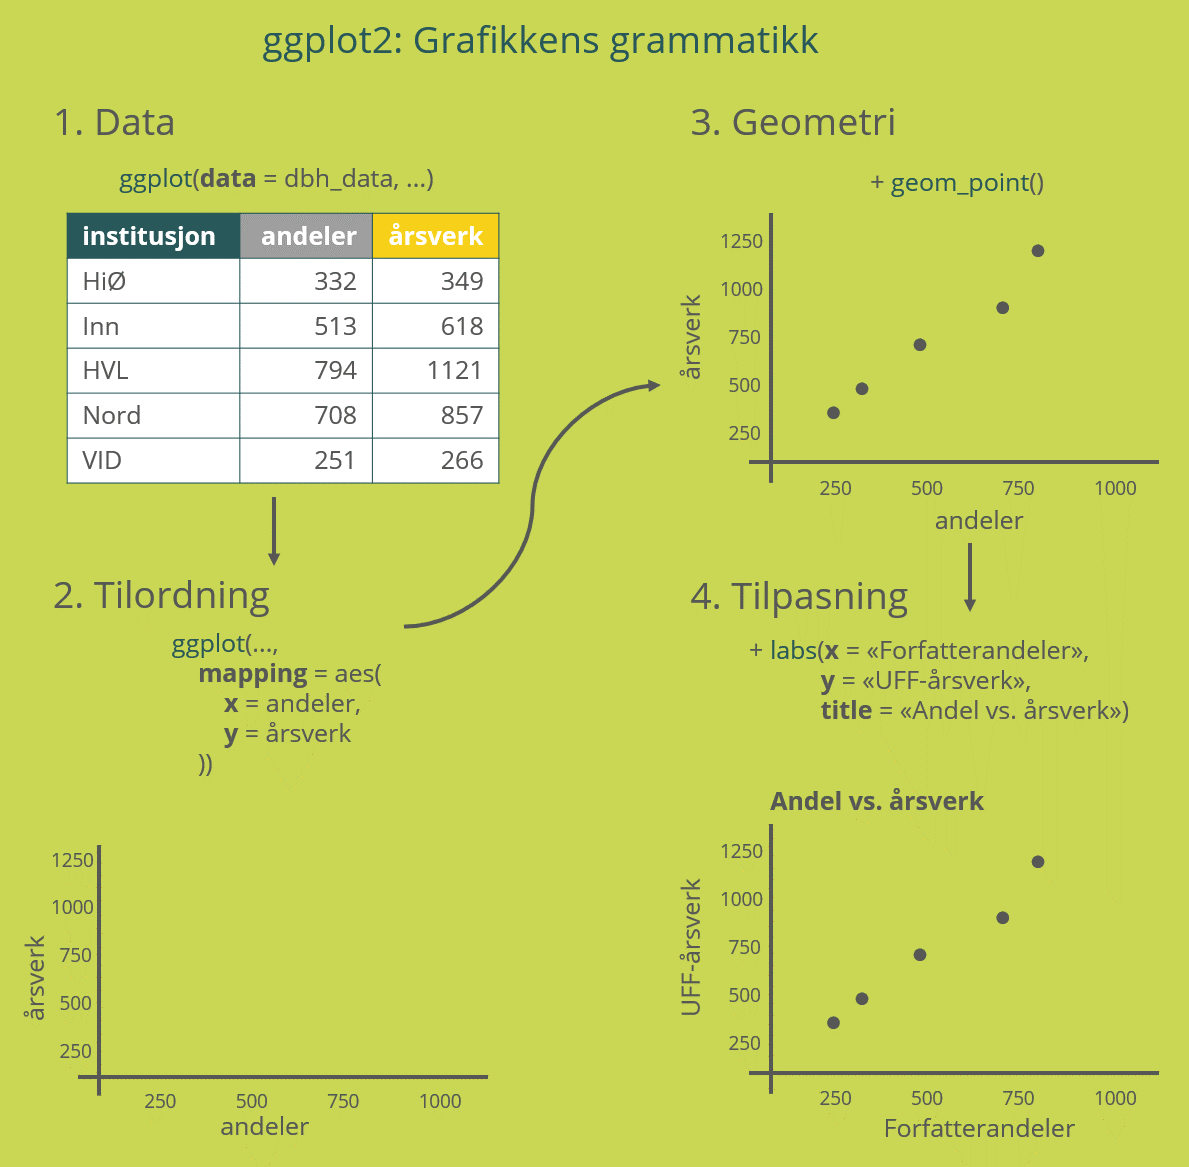 ggplot2: Grafikkens grammatikk
1. Data
ggplot(data = dbh_data, ...)
institusjon andeler årsverk
HiØ 332 349
Inn 513 618
HVL 794 1121
Nord 708 857
VID 251 266
2. Tilordning
ggplot(...,
mapping = aes(
x = andeler,
y = årsverk
))
1250
1000
750
500
250
årsverk
250 500 750 1000
andeler
3. Geometri
+ geom_point()
1250
1000
750
500
250
årsverk
250 500 750 1000
andeler
4. Tilpasning
+ labs(x = «Forfatterandeler»,
y = «UFF-årsverk»,
title = «Andel vs. årsverk»)
Andel vs. årsverk
1250
1000
750
500
250
UFF-årsverk
250 500 750 1000
Forfatterandeler